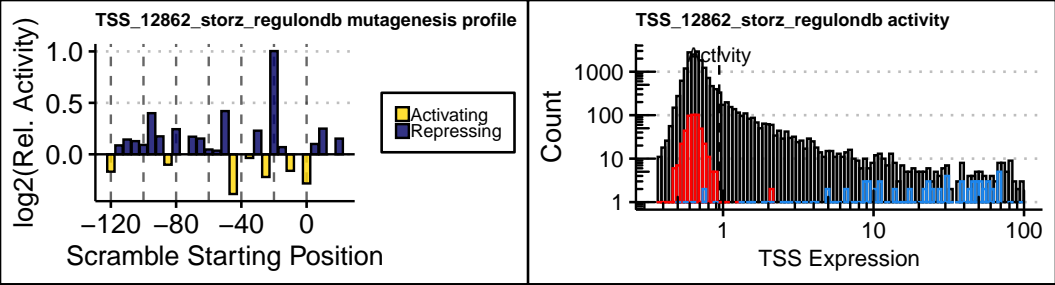 TSS_12862_storz_regulondb mutagenesis profile
log2(Rel. Activity)
1.0
0.5
0.0
−120 −80 −40 0
Scramble Starting Position
Activating
Repressing
TSS_12862_storz_regulondb activity
Activity
Count
1000
100
10
1
1 10 100
TSS Expression